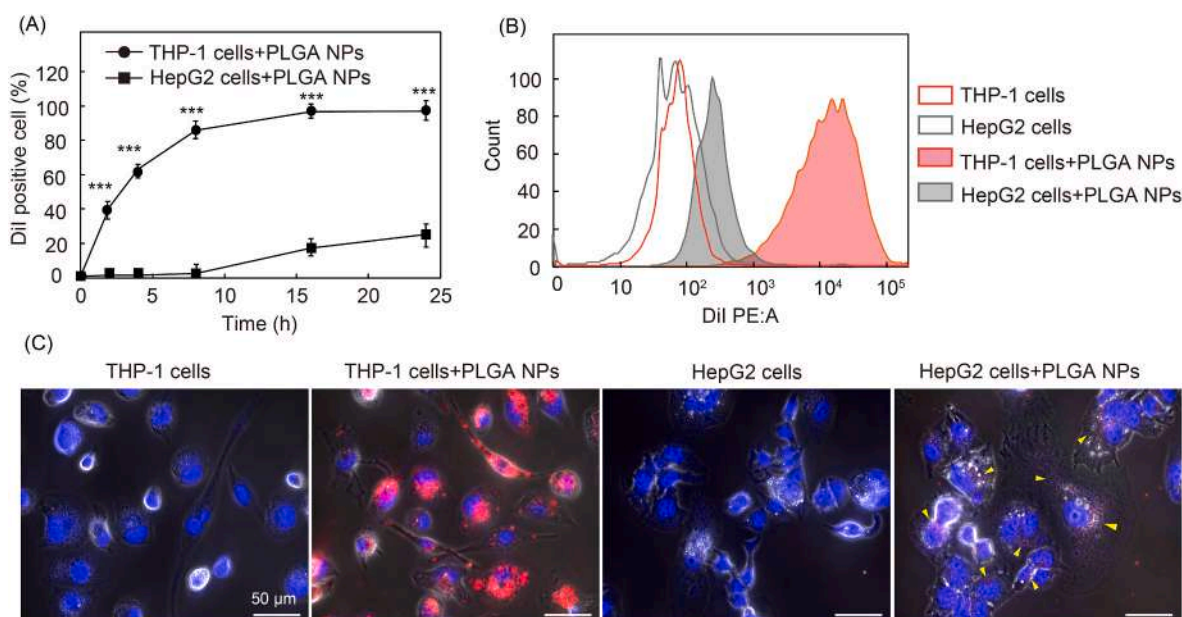 (A)
THP-1 cells+PLGA NPs
HepG2 cells+PLGA NPs
DiI positive cell (%)
120
100
80
60
40
20
0
***
***
***
***
***
0
5
10
15
20
25
Time (h)
(B)
Count
100
80
60
40
20
0
0
10
10²
10³
10⁴
10⁵
DiI PE:A
THP-1 cells
HepG2 cells
THP-1 cells+PLGA NPs
HepG2 cells+PLGA NPs
(C)
THP-1 cells
THP-1 cells+PLGA NPs
HepG2 cells
HepG2 cells+PLGA NPs
50 μm